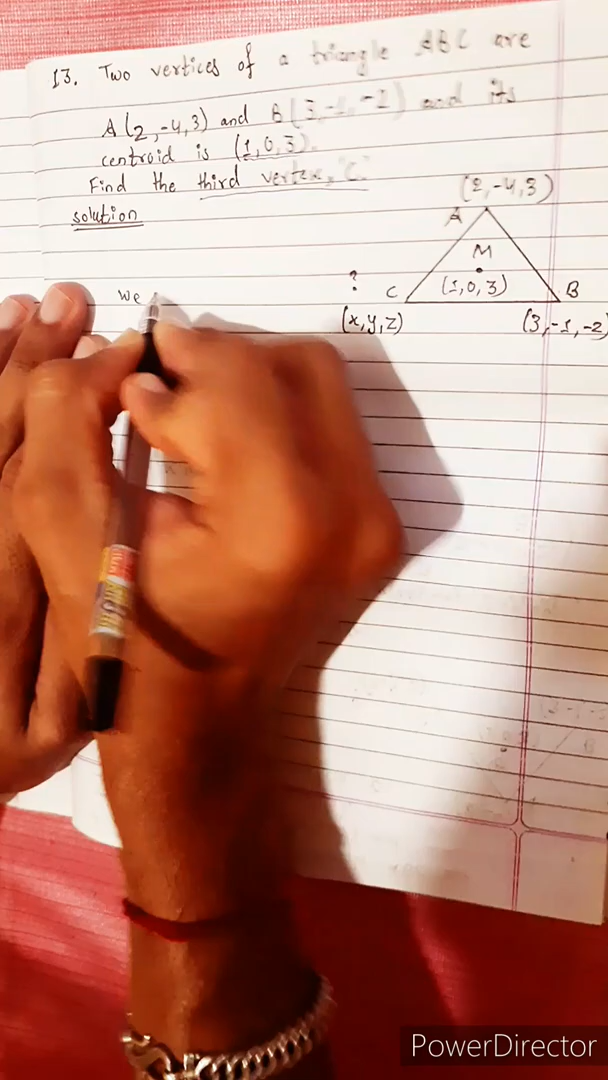 13. Two vertices of a triangle ABC are
A(2,-4,3) and B(3,-1,-2) and its
centroid is (1,0,3).
Find the third vertex, "C."
solution
(2,-4,3)
A
M
(1,0,3)
?
C
B
(x,y,z)
(3,-1,-2)
We
PowerDirector